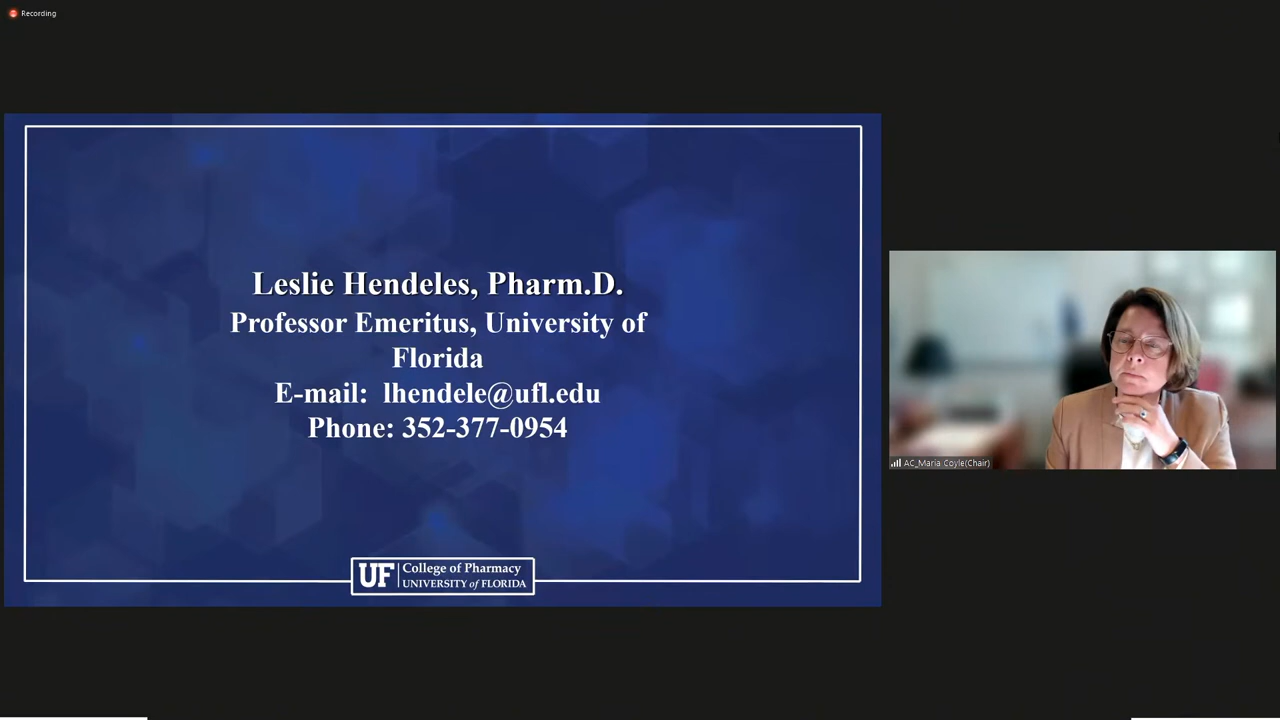 Recording
Leslie Hendeles, Pharm.D.
Professor Emeritus, University of
Florida
E-mail: lhendele@ufl.edu
Phone: 352-377-0954
UF College of Pharmacy
UNIVERSITY of FLORIDA
AC_Maria Coyle(Chair)